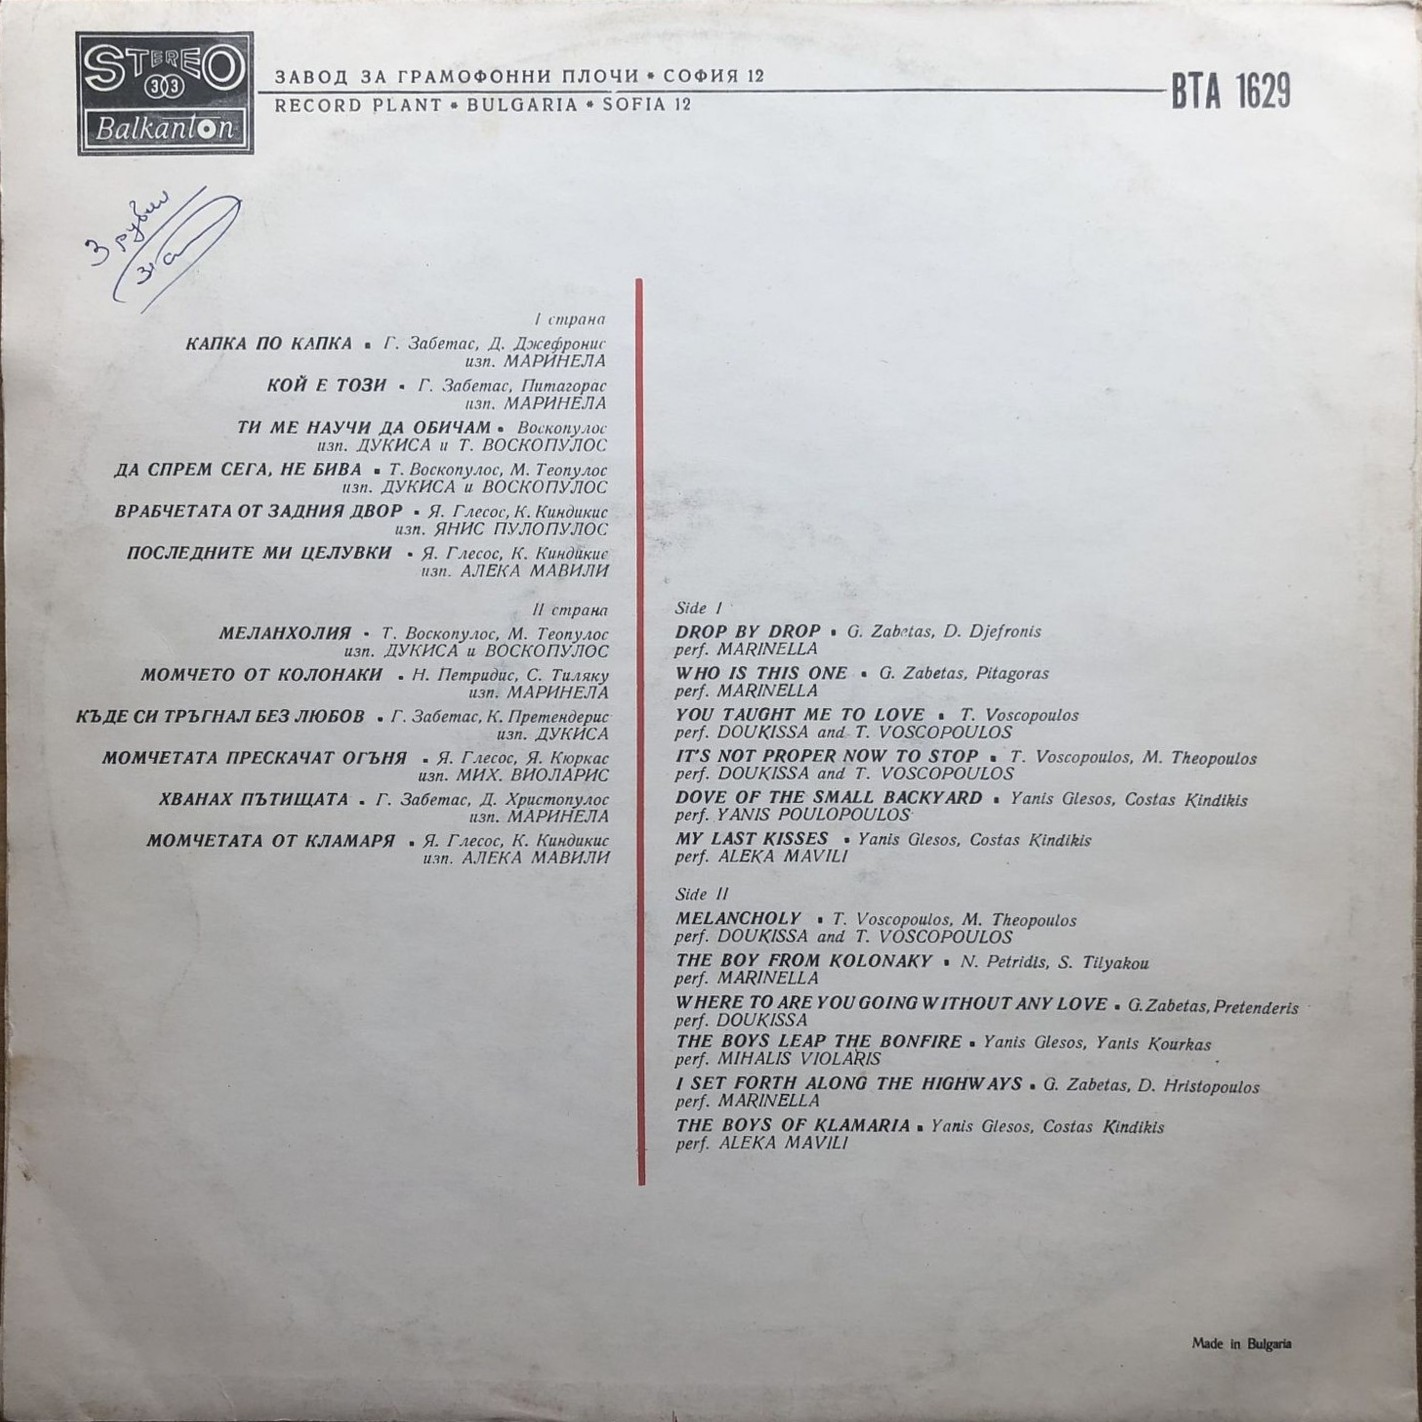 STEREO
33
Balkanton
ЗАВОД ЗА ГРАМОФОННИ ПЛОЧИ • СОФИЯ 12
RECORD PLANT • BULGARIA • SOFIA 12
ВТА 1629
3
I страна
КАПКА ПО КАПКА ▪ Г. Забетас, Д. Джефронис
изп. МАРИНЕЛА
КОЙ Е ТОЗИ ▪ Г. Забетас, Питагорас
изп. МАРИНЕЛА
ТИ МЕ НАУЧИ ДА ОБИЧАМ ▪ Воскопулос
изп. ДУКИСА и Т. ВОСКОПУЛОС
ДА СПРЕМ СЕГА, НЕ БИВА ▪ Т. Воскопулос, М. Теопулос
изп. ДУКИСА и ВОСКОПУЛОС
ВРАБЧЕТАТА ОТ ЗАДНИЯ ДВОР ▪ Я. Глесос, К. Киндикис
изп. ЯНИС ПУЛОПУЛОС
ПОСЛЕДНИТЕ МИ ЦЕЛУВКИ ▪ Я. Глесос, К. Киндикис
изп. АЛЕКА МАВИЛИ
II страна
МЕЛАНХОЛИЯ ▪ Т. Воскопулос, М. Теопулос
изп. ДУКИСА и ВОСКОПУЛОС
МОМЧЕТО ОТ КОЛОНАКИ ▪ Н. Петридис, С. Тиляку
изп. МАРИНЕЛА
КЪДЕ СИ ТРЪГНАЛ БЕЗ ЛЮБОВ ▪ Г. Забетас, К. Претендерис
изп. ДУКИСА
МОМЧЕТАТА ПРЕСКАЧАТ ОГЪНЯ ▪ Я. Глесос, Я. Кюркас
изп. МИХ. ВИОЛАРИС
ХВАНАХ ПЪТИЩАТА ▪ Г. Забетас, Д. Христопулос
изп. МАРИНЕЛА
МОМЧЕТАТА ОТ КЛАМАРЯ ▪ Я. Глесос, К. Киндикис
изп. АЛЕКА МАВИЛИ
Side I
DROP BY DROP ▪ G. Zabetas, D. Djefronis
perf. MARINELLA
WHO IS THIS ONE ▪ G. Zabetas, Pitagoras
perf. MARINELLA
YOU TAUGHT ME TO LOVE ▪ T. Voscopoulos
perf. DOUKISSA and T. VOSCOPOULOS
IT'S NOT PROPER NOW TO STOP ▪ T. Voscopoulos, M. Theopoulos
perf. DOUKISSA and T. VOSCOPOULOS
DOVE OF THE SMALL BACKYARD ▪ Yanis Glesos, Costas Kindikis
perf. YANIS POULOPOULOS
MY LAST KISSES ▪ Yanis Glesos, Costas Kindikis
perf. ALEKA MAVILI
Side II
MELANCHOLY ▪ T. Voscopoulos, M. Theopoulos
perf. DOUKISSA and T. VOSCOPOULOS
THE BOY FROM KOLONAKY ▪ N. Petridis, S. Tilyakou
perf. MARINELLA
WHERE TO ARE YOU GOING WITHOUT ANY LOVE ▪ G. Zabetas, Pretenderis
perf. DOUKISSA
THE BOYS LEAP THE BONFIRE ▪ Yanis Glesos, Yanis Kourkas
perf. MIHALIS VIOLARIS
I SET FORTH ALONG THE HIGHWAYS ▪ G. Zabetas, D. Hristopoulos
perf. MARINELLA
THE BOYS OF KLAMARIA ▪ Yanis Glesos, Costas Kindikis
perf. ALEKA MAVILI
Made in Bulgaria